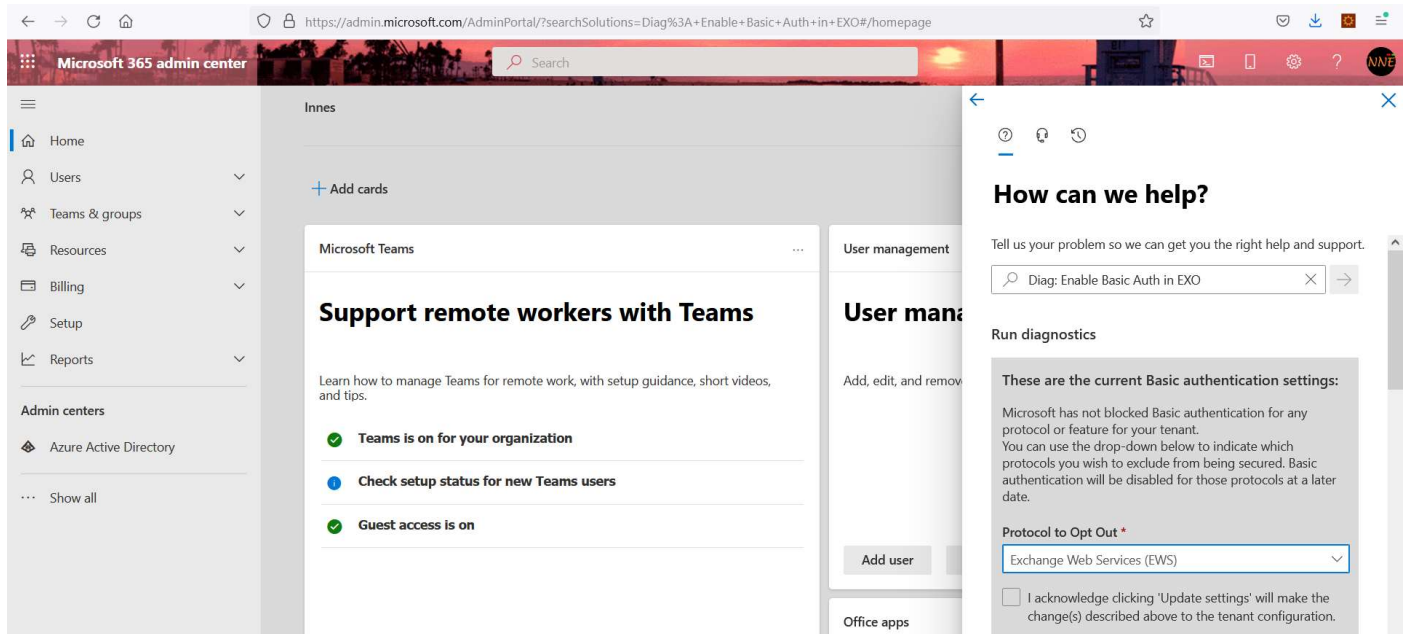 https://admin.microsoft.com/AdminPortal/?searchSolutions=Diag%3A+Enable+Basic+Auth+in+EXO#/homepage
Microsoft 365 admin center
Search
NNE
Home
Users
Teams & groups
Resources
Billing
Setup
Reports
Admin centers
Azure Active Directory
Show all
Innes
Add cards
Microsoft Teams
Support remote workers with Teams
Learn how to manage Teams for remote work, with setup guidance, short videos,
and tips.
Teams is on for your organization
Check setup status for new Teams users
Guest access is on
User management
User mana
Add, edit, and remov
Add user
Office apps
How can we help?
Tell us your problem so we can get you the right help and support.
Diag: Enable Basic Auth in EXO
Run diagnostics
These are the current Basic authentication settings:
Microsoft has not blocked Basic authentication for any
protocol or feature for your tenant.
You can use the drop-down below to indicate which
protocols you wish to exclude from being secured. Basic
authentication will be disabled for those protocols at a later
date.
Protocol to Opt Out *
Exchange Web Services (EWS)
I acknowledge clicking 'Update settings' will make the
change(s) described above to the tenant configuration.